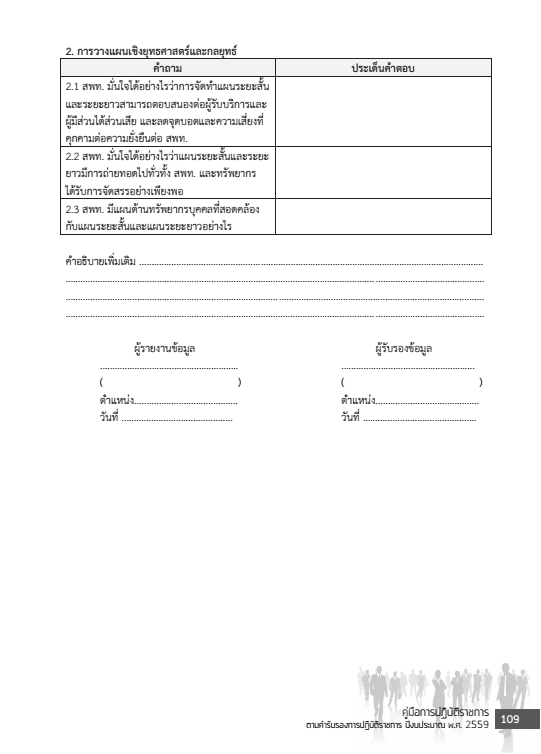 2. การวางแผนเชิงยุทธศาสตร์และกลยุทธ์
คำถาม
ประเด็นคำตอบ
2.1 สพท. มั่นใจได้อย่างไรว่าการจัดทำแผนระยะสั้น
และระยะยาวสามารถตอบสนองต่อผู้รับบริการและ
ผู้มีส่วนได้ส่วนเสีย และลดจุดบอดและความเสี่ยงที่
คุกคามต่อความยั่งยืนต่อ สพท.
2.2 สพท. มั่นใจได้อย่างไรว่าแผนระยะสั้นและระยะ
ยาวมีการถ่ายทอดไปทั่วทั้ง สพท. และทรัพยากร
ได้รับการจัดสรรอย่างเพียงพอ
2.3 สพท. มีแผนด้านทรัพยากรบุคคลที่สอดคล้อง
กับแผนระยะสั้นและแผนระยะยาวอย่างไร
คำอธิบายเพิ่มเติม ........................................................................
........................................................................
........................................................................
........................................................................
ผู้รายงานข้อมูล
..................................................
( )
ตำแหน่ง......................................
วันที่ ........................................
ผู้รับรองข้อมูล
..................................................
( )
ตำแหน่ง......................................
วันที่ ........................................
คู่มือการปฏิบัติราชการ
ตามคำรับรองการปฏิบัติราชการ ปีงบประมาณ พ.ศ. 2559
109